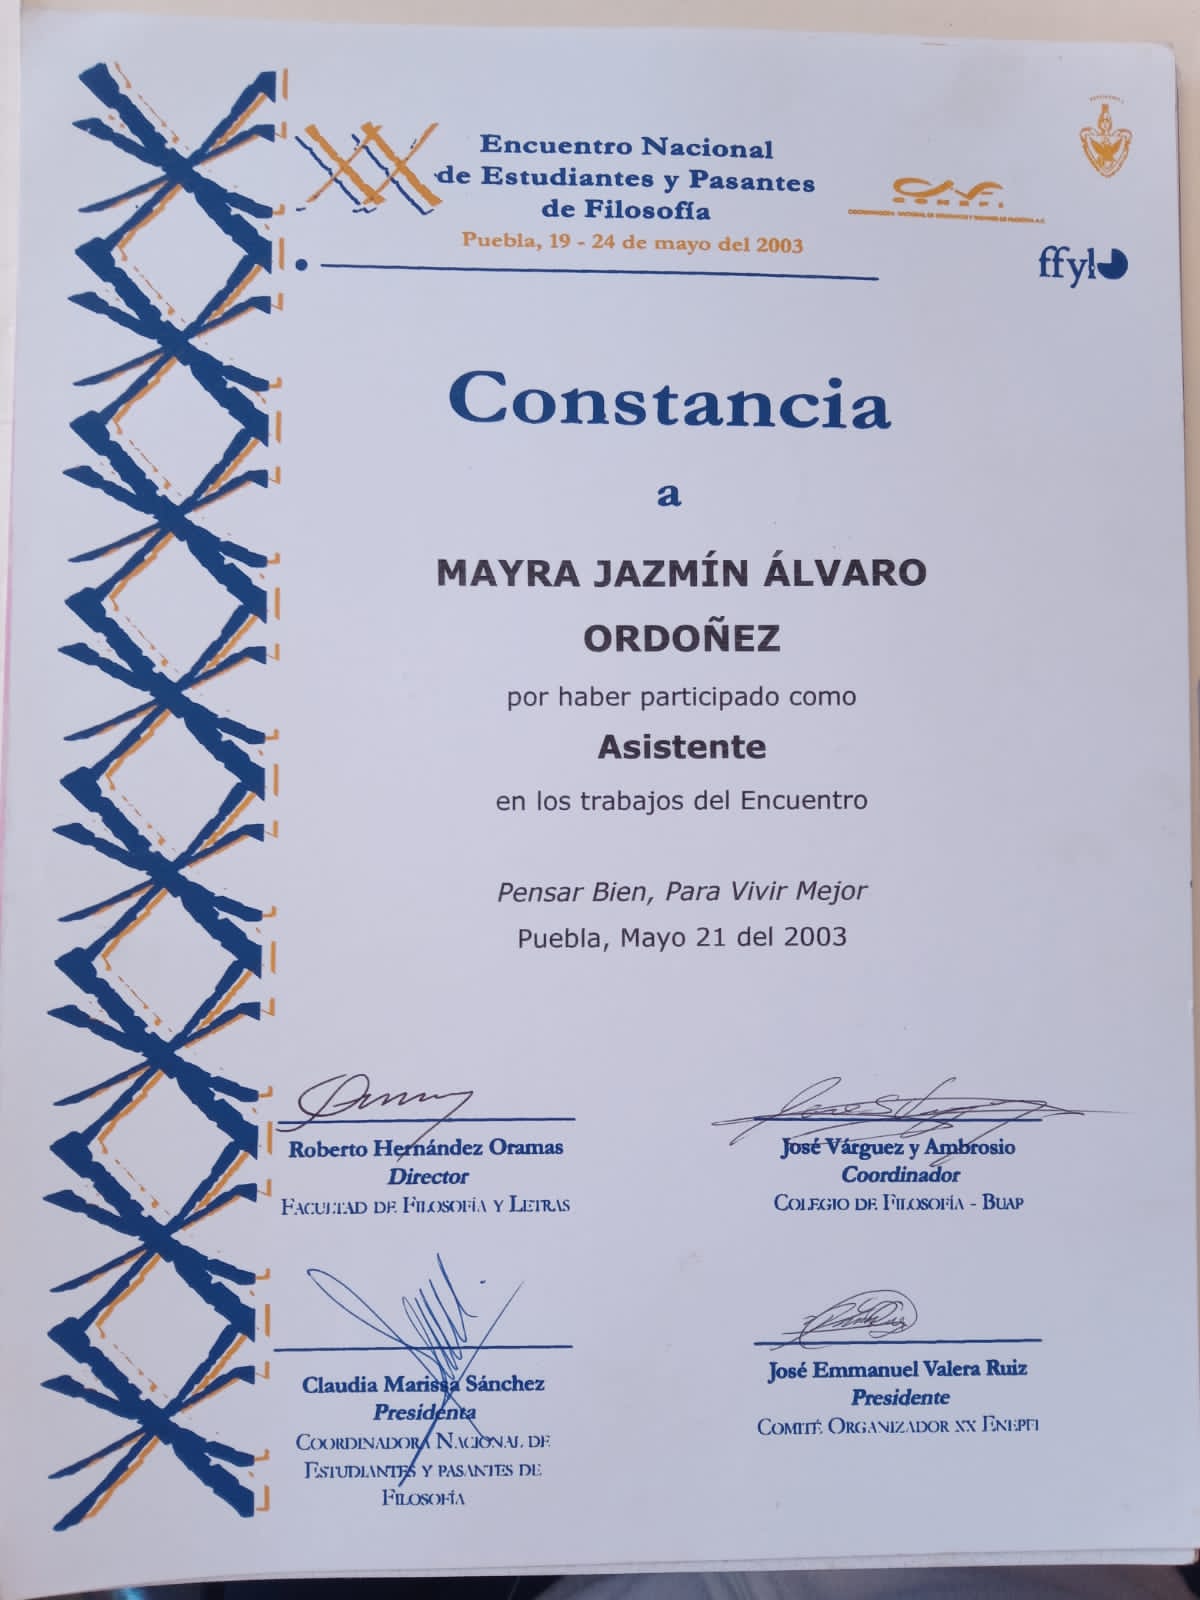 XX
Encuentro Nacional
de Estudiantes y Pasantes
de Filosofía
Puebla, 19 - 24 de mayo del 2003
CONEFI
ffyl
Constancia
a
MAYRA JAZMÍN ÁLVARO
ORDOÑEZ
por haber participado como
Asistente
en los trabajos del Encuentro
Pensar Bien, Para Vivir Mejor
Puebla, Mayo 21 del 2003
Roberto Hernández Oramas
Director
FACULTAD DE FILOSOFÍA Y LETRAS
José Várguez y Ambrosio
Coordinador
COLEGIO DE FILOSOFÍA - BUAP
Claudia Marissa Sánchez
Presidenta
COORDINADORA NACIONAL DE
ESTUDIANTES Y PASANTES DE
FILOSOFÍA
José Emmanuel Valera Ruiz
Presidente
COMITÉ ORGANIZADOR XX ENEPFI